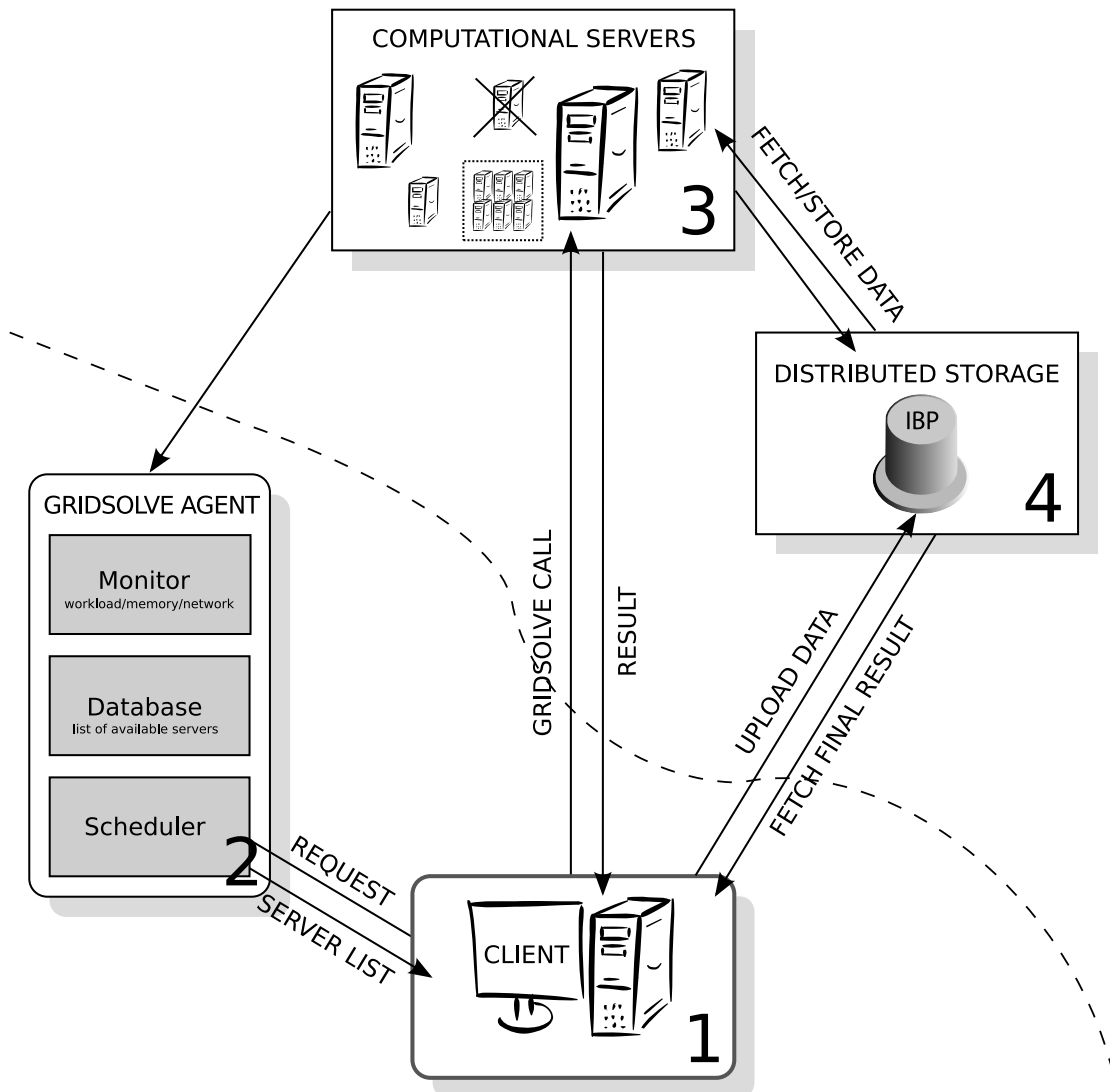 COMPUTATIONAL SERVERS
3
FETCH/STORE DATA
DISTRIBUTED STORAGE
IBP
4
GRIDSOLVE AGENT
Monitor
workload/memory/network
Database
list of available servers
Scheduler
2
REQUEST
SERVER LIST
GRIDSOLVE CALL
RESULT
UPLOAD DATA
FETCH FINAL RESULT
CLIENT
1